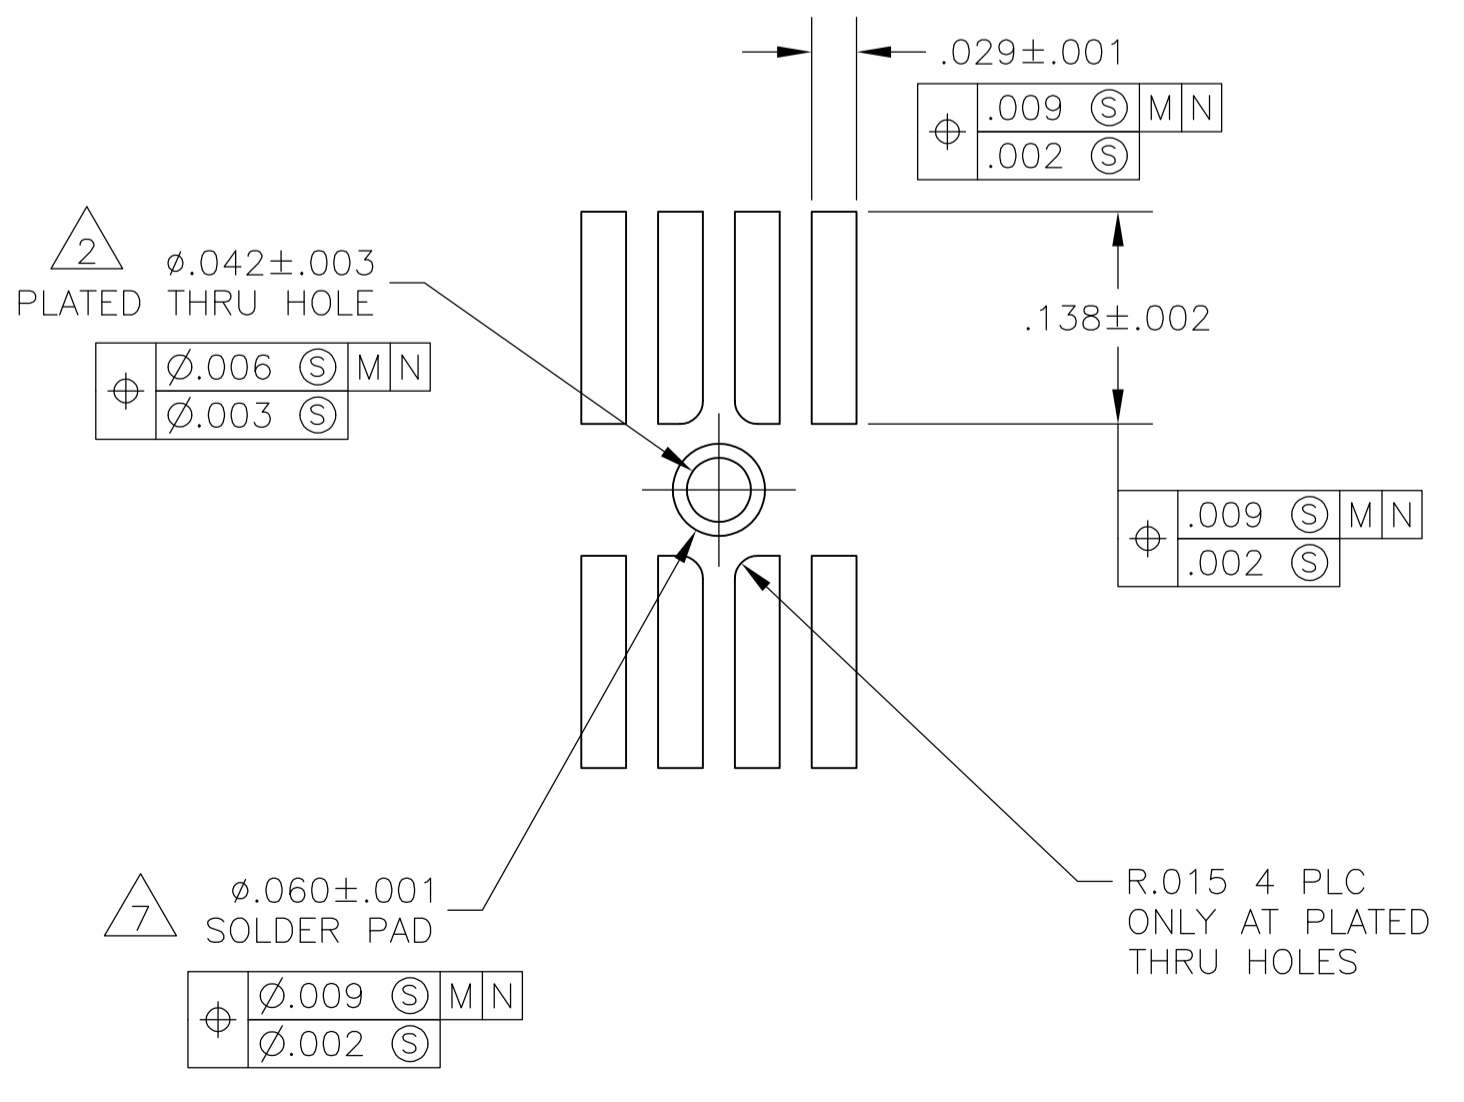 .029±.001
⌖ .009 Ⓢ M N
.002 Ⓢ
2
ø.042±.003
PLATED THRU HOLE
⌖ Ø.006 Ⓢ M N
Ø.003 Ⓢ
.138±.002
⌖ .009 Ⓢ M N
.002 Ⓢ
7
ø.060±.001
SOLDER PAD
⌖ Ø.009 Ⓢ M N
Ø.002 Ⓢ
R.015 4 PLC
ONLY AT PLATED
THRU HOLES